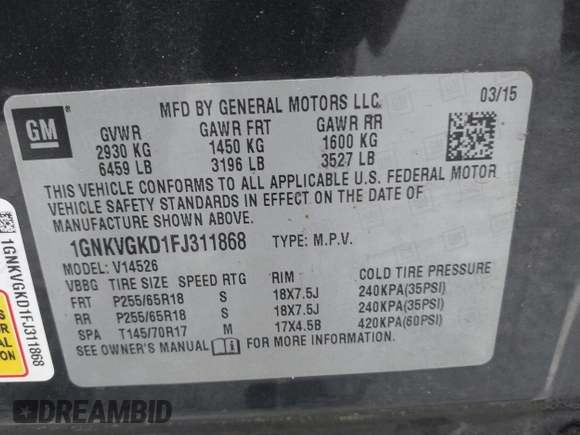 MFD BY GENERAL MOTORS LLC
03/15
GM
GVWR GAWR FRT GAWR RR
2930 KG 1450 KG 1600 KG
6459 LB 3196 LB 3527 LB
THIS VEHICLE CONFORMS TO ALL APPLICABLE U.S. FEDERAL MOTOR
VEHICLE SAFETY STANDARDS IN EFFECT ON THE DATE OF
MANUFACTURE SHOWN ABOVE.
1GNKVGKD1FJ311868 TYPE: M.P.V.
MODEL: V14526
VBBG TIRE SIZE SPEED RTG RIM COLD TIRE PRESSURE
FRT P255/65R18 S 18X7.5J 240KPA(35PSI)
RR P255/65R18 S 18X7.5J 240KPA(35PSI)
SPA T145/70R17 M 17X4.5B 420KPA(60PSI)
SEE OWNER'S MANUAL FOR MORE INFORMATION.
1GNKVGKD1FJ311868
DREAMBID